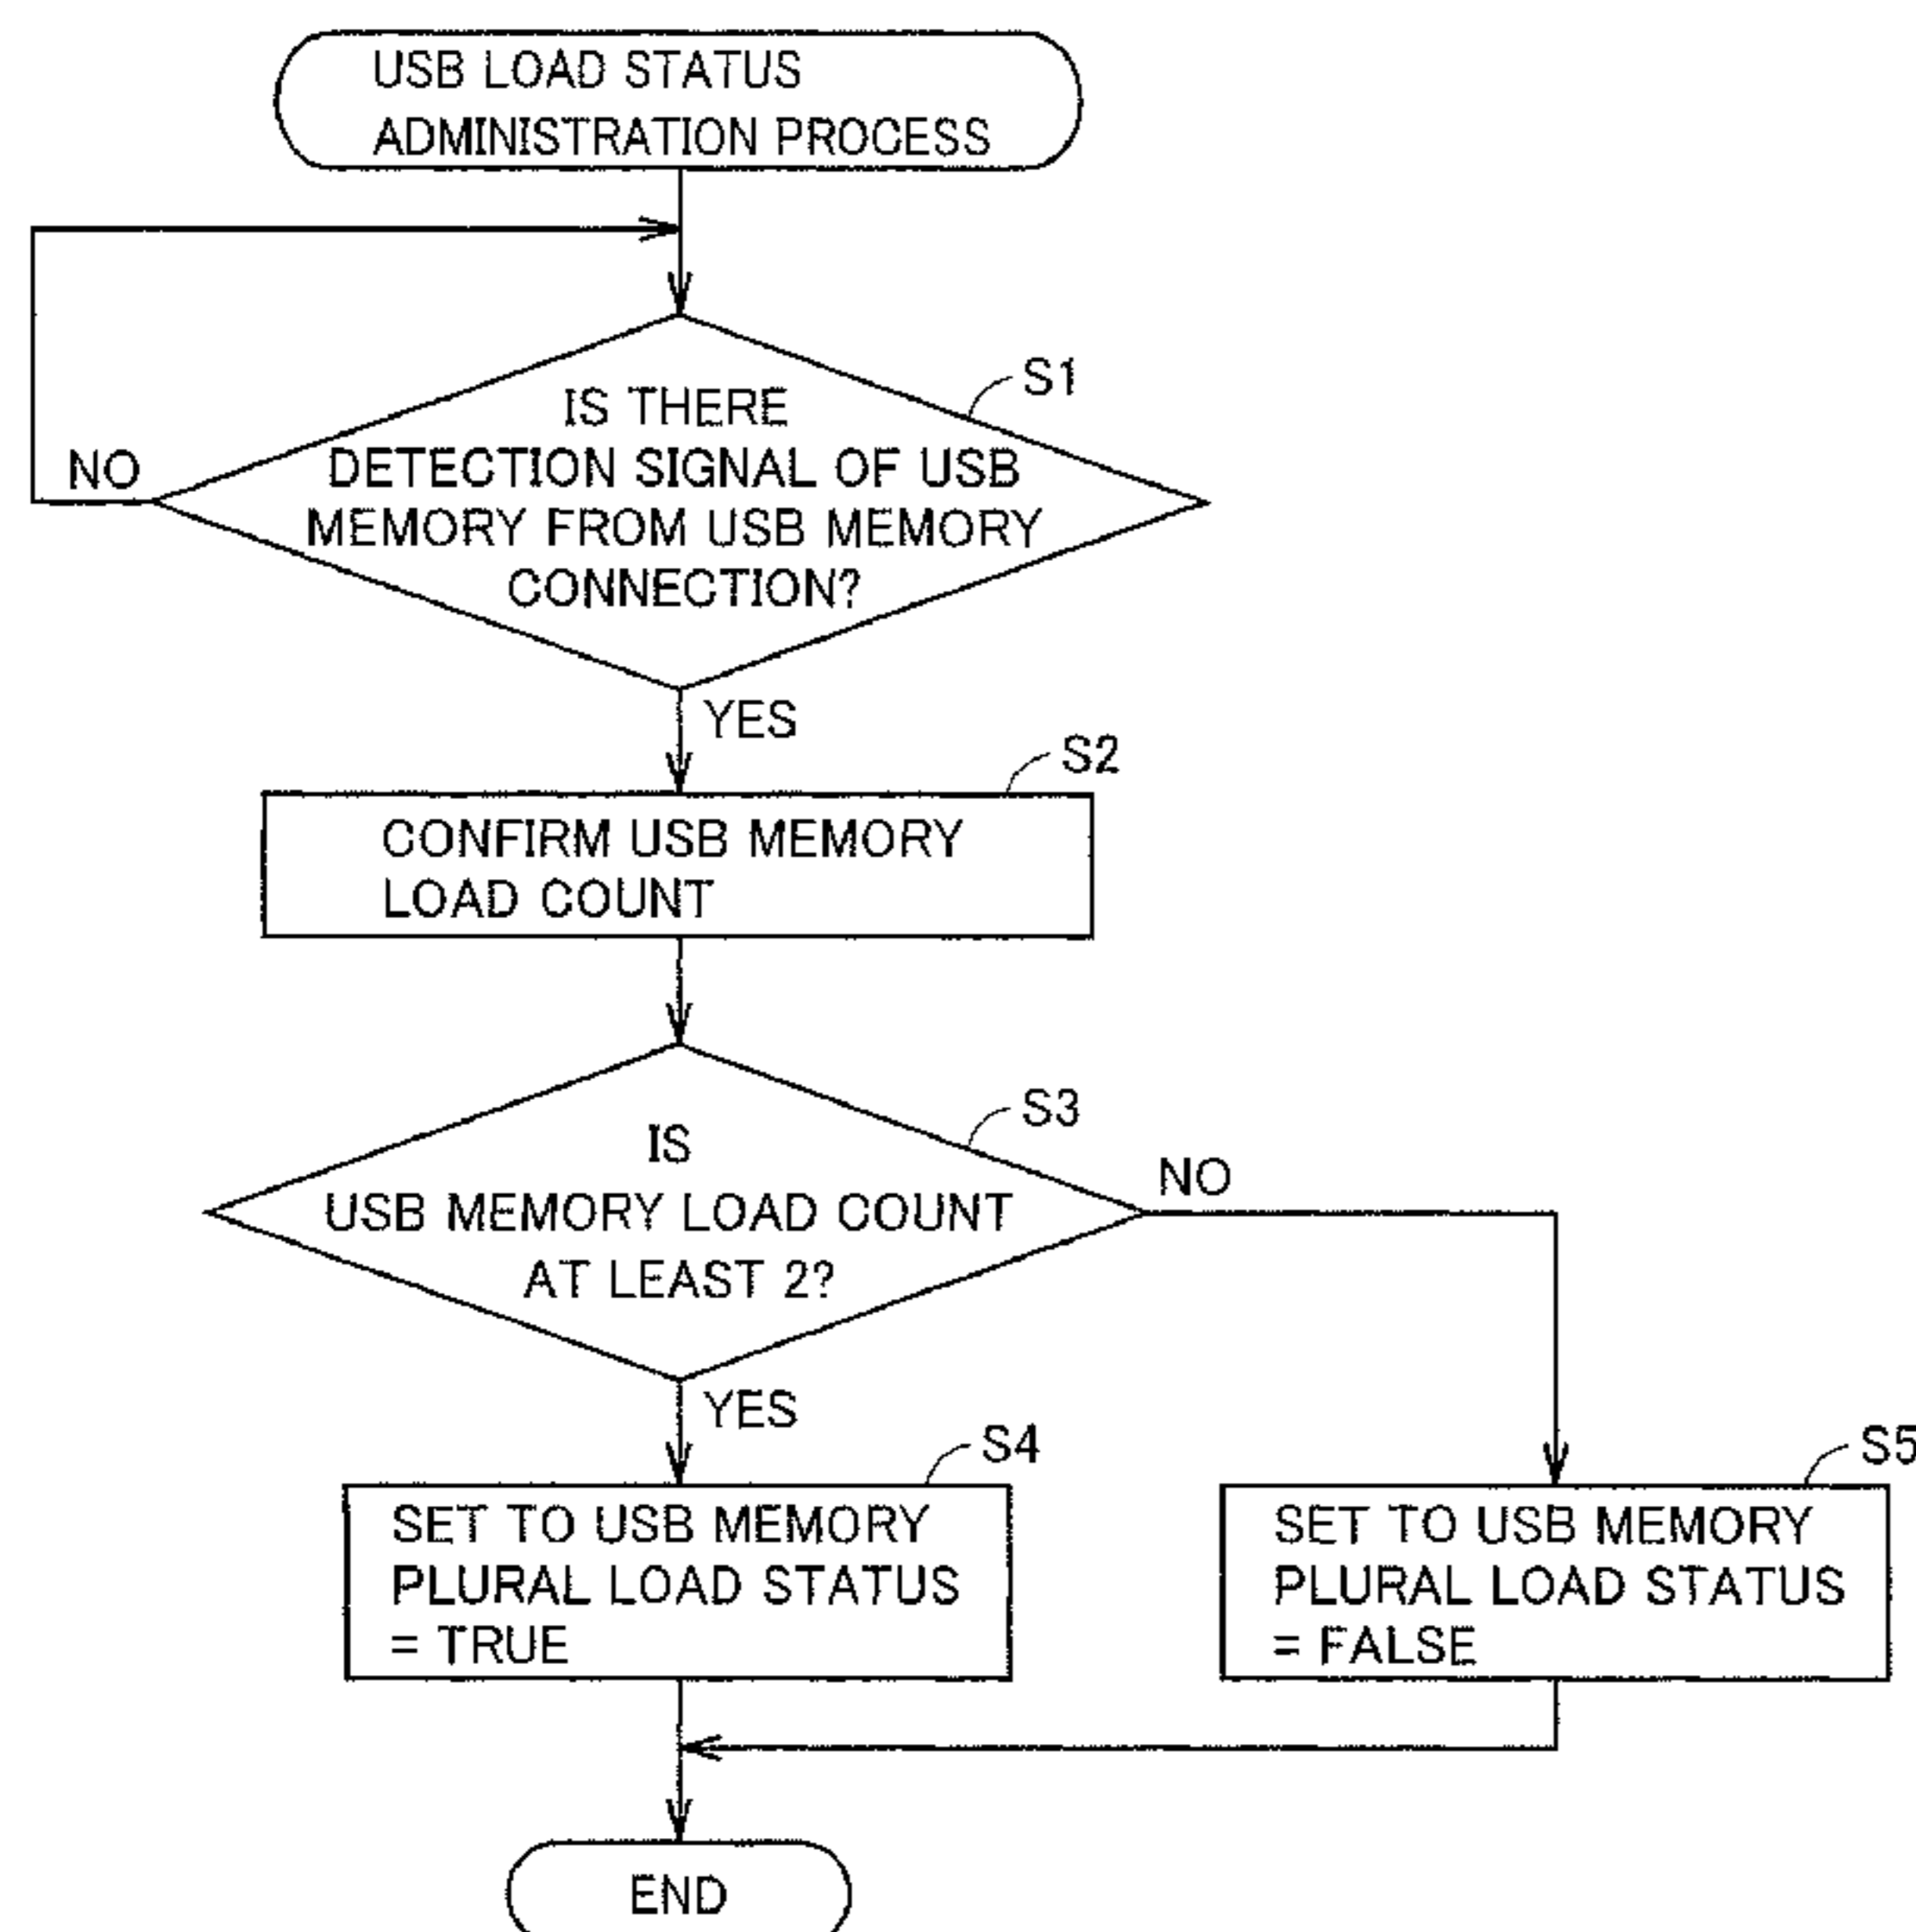 USB LOAD STATUS
ADMINISTRATION PROCESS
S1
IS THERE
DETECTION SIGNAL OF USB
MEMORY FROM USB MEMORY
CONNECTION?
NO
YES
S2
CONFIRM USB MEMORY
LOAD COUNT
S3
IS
USB MEMORY LOAD COUNT
AT LEAST 2?
NO
YES
S4
SET TO USB MEMORY
PLURAL LOAD STATUS
= TRUE
S5
SET TO USB MEMORY
PLURAL LOAD STATUS
= FALSE
END